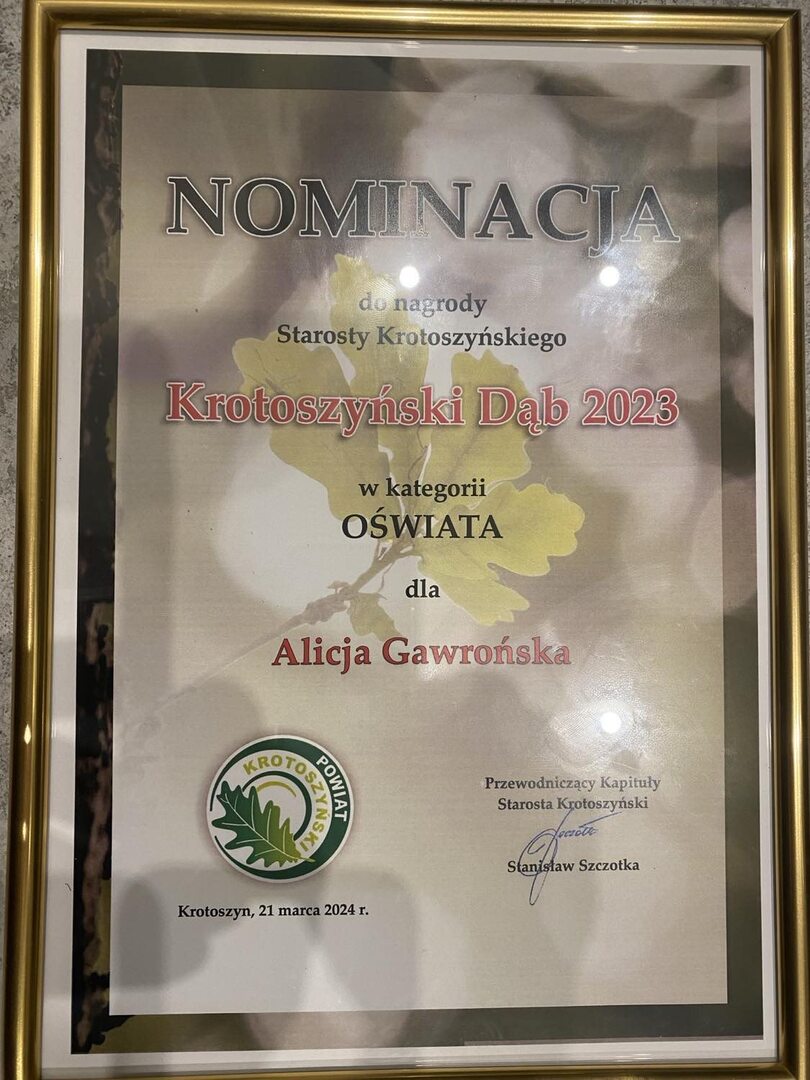 NOMINACJA
do nagrody
Starosty Krotoszyńskiego
Krotoszyński Dąb 2023
w kategorii
OŚWIATA
dla
Alicja Gawrońska
POWIAT
KROTOSZYŃSKI
Przewodniczący Kapituły
Starosta Krotoszyński
Szczotka
Stanisław Szczotka
Krotoszyn, 21 marca 2024 r.